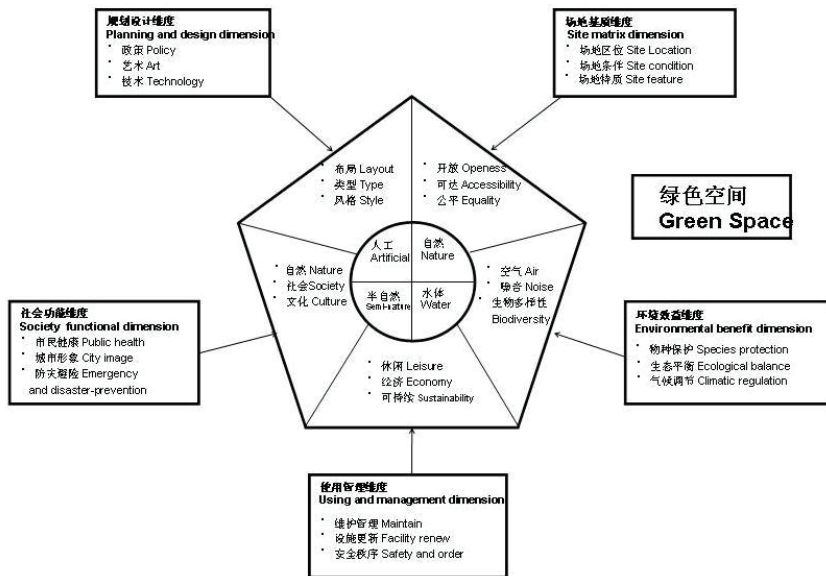 规划设计维度
Planning and design dimension
· 政策 Policy
· 艺术 Art
· 技术 Technology
场地基质维度
Site matrix dimension
· 场地区位 Site Location
· 场地条件 Site condition
· 场地特质 Site feature
绿色空间
Green Space
· 布局 Layout
· 类型 Type
· 风格 Style
· 开放 Openess
· 可达 Accessibility
· 公平 Equality
人工
Artificial
自然
Nature
半自然
Semi-nature
水体
Water
· 自然 Nature
· 社会Society
· 文化 Culture
· 空气 Air
· 噪音 Noise
· 生物多样性
Biodiversity
· 休闲 Leisure
· 经济 Economy
· 可持续 Sustainability
社会功能维度
Society functional dimension
· 市民健康 Public health
· 城市形象 City image
· 防灾避险 Emergency
and disaster-prevention
环境效益维度
Environmental benefit dimension
· 物种保护 Species protection
· 生态平衡 Ecological balance
· 气候调节 Climatic regulation
使用管理维度
Using and management dimension
· 维护管理 Maintain
· 设施更新 Facility renew
· 安全秩序 Safety and order